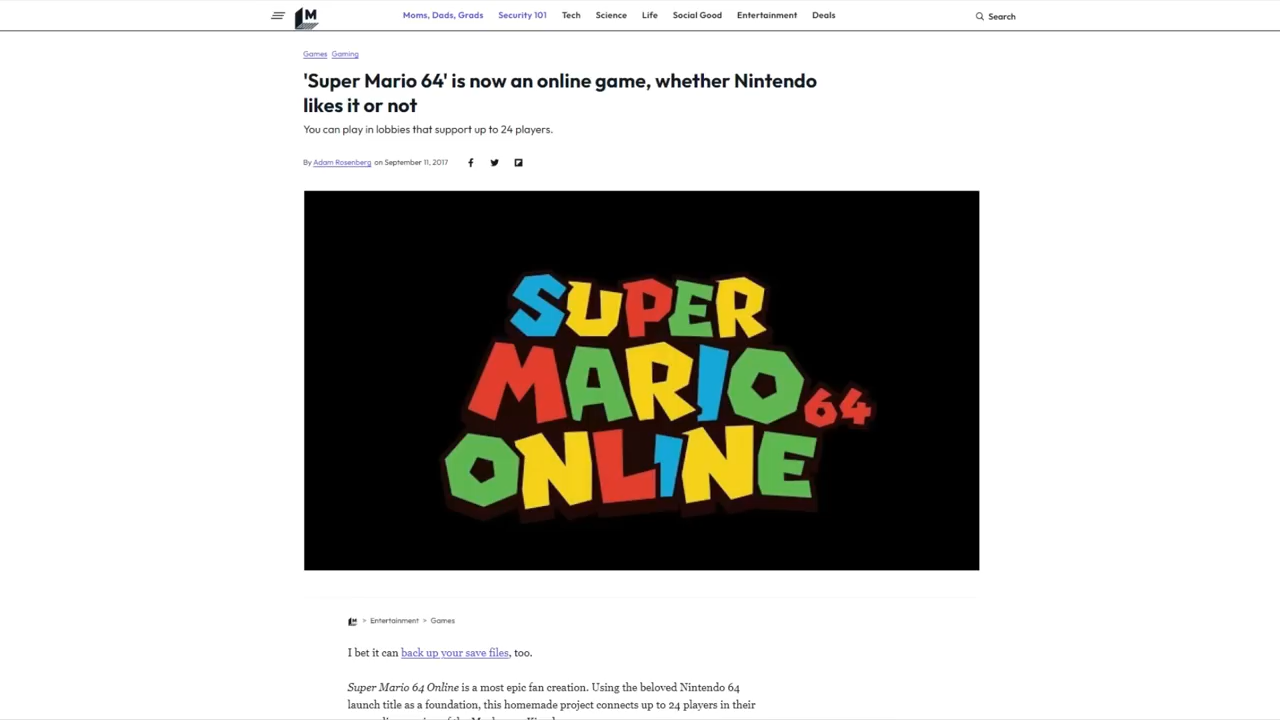 M
Moms, Dads, Grads Security 101 Tech Science Life Social Good Entertainment Deals Search
Games Gaming
'Super Mario 64' is now an online game, whether Nintendo
likes it or not
You can play in lobbies that support up to 24 players.
By Adam Rosenberg on September 11, 2017
SUPER
MARIO 64
ONLINE
> Entertainment > Games
I bet it can back up your save files, too.
Super Mario 64 Online is a most epic fan creation. Using the beloved Nintendo 64
launch title as a foundation, this homemade project connects up to 24 players in their